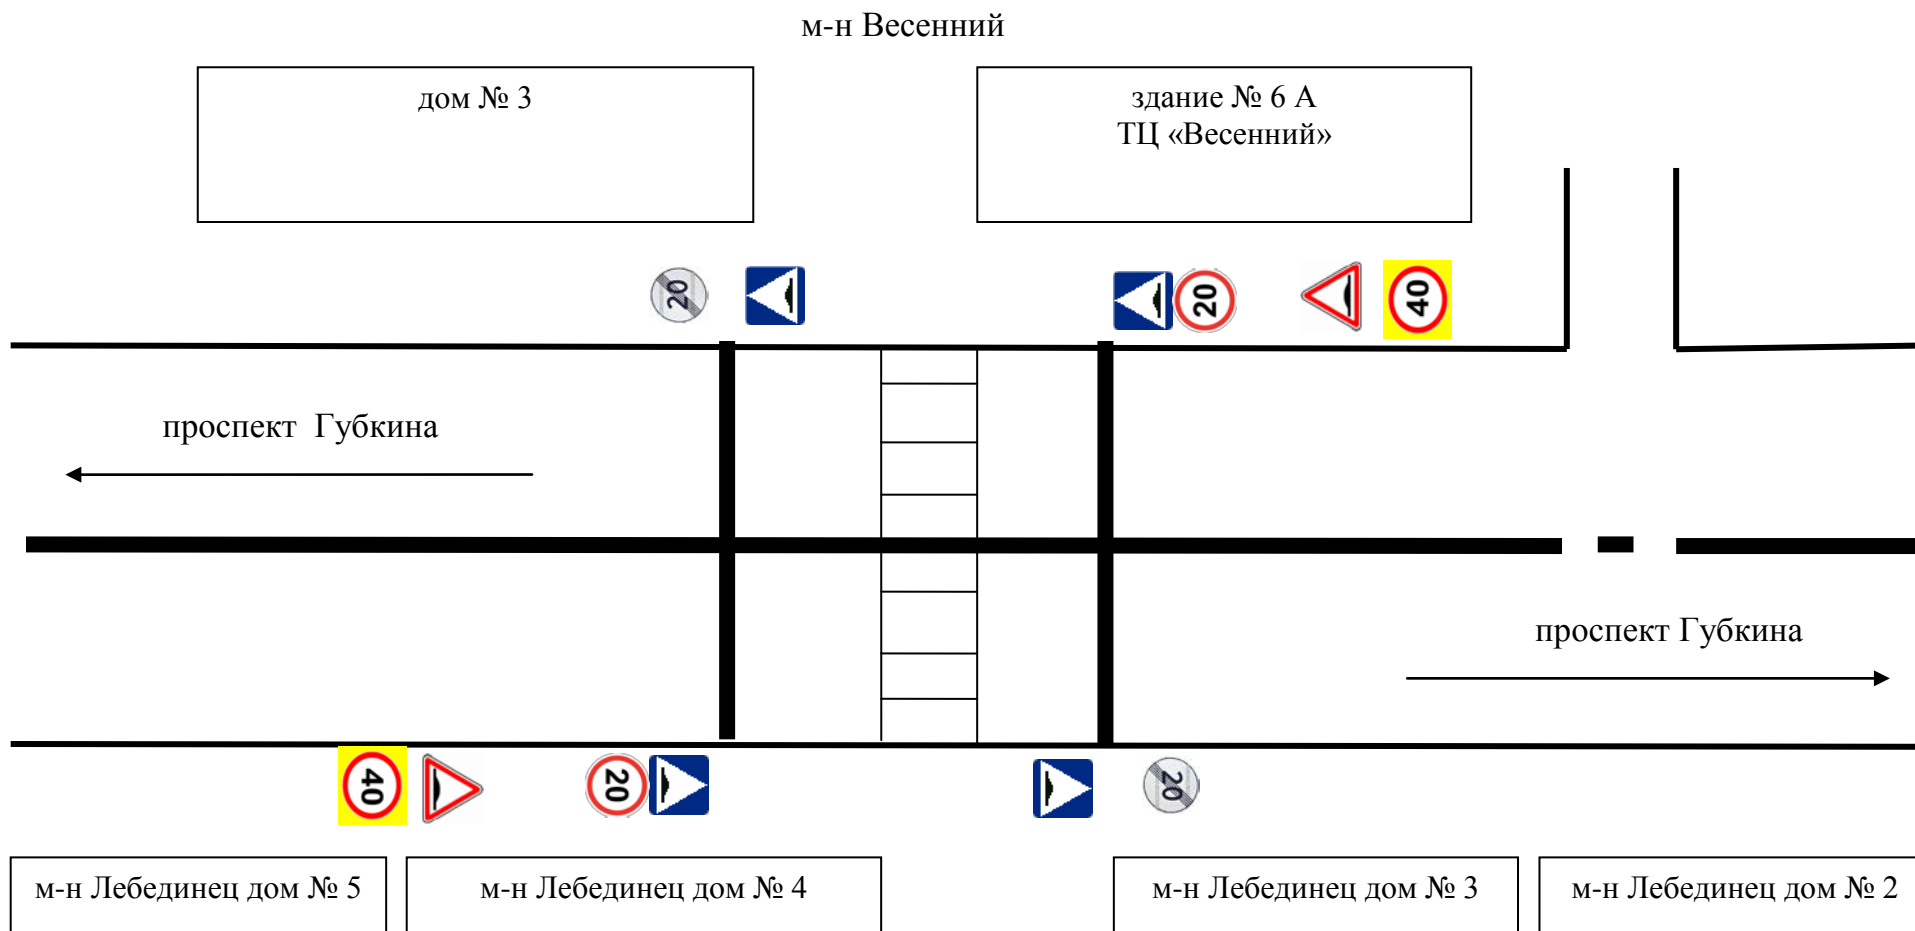 м-н Весенний
дом № 3
здание № 6 А
ТЦ «Весенний»
20
20
40
проспект Губкина
проспект Губкина
40
20
20
м-н Лебединец дом № 5
м-н Лебединец дом № 4
м-н Лебединец дом № 3
м-н Лебединец дом № 2